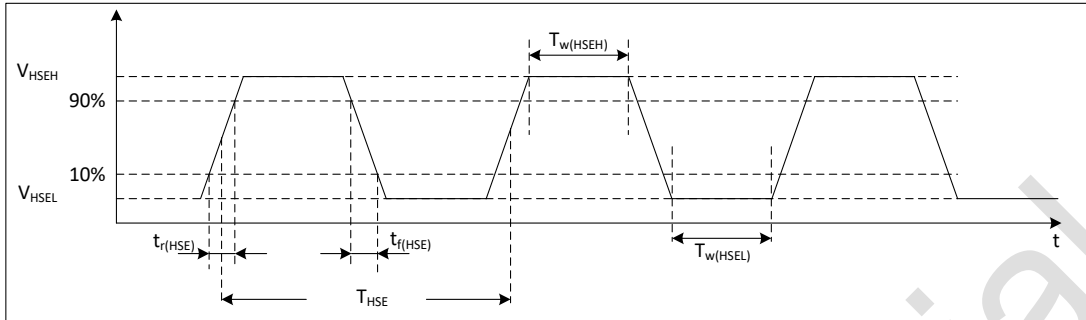 T_w(HSEH)
V_HSEH
90%
10%
V_HSEL
t
t_r(HSE)
t_f(HSE)
T_w(HSEL)
T_HSE